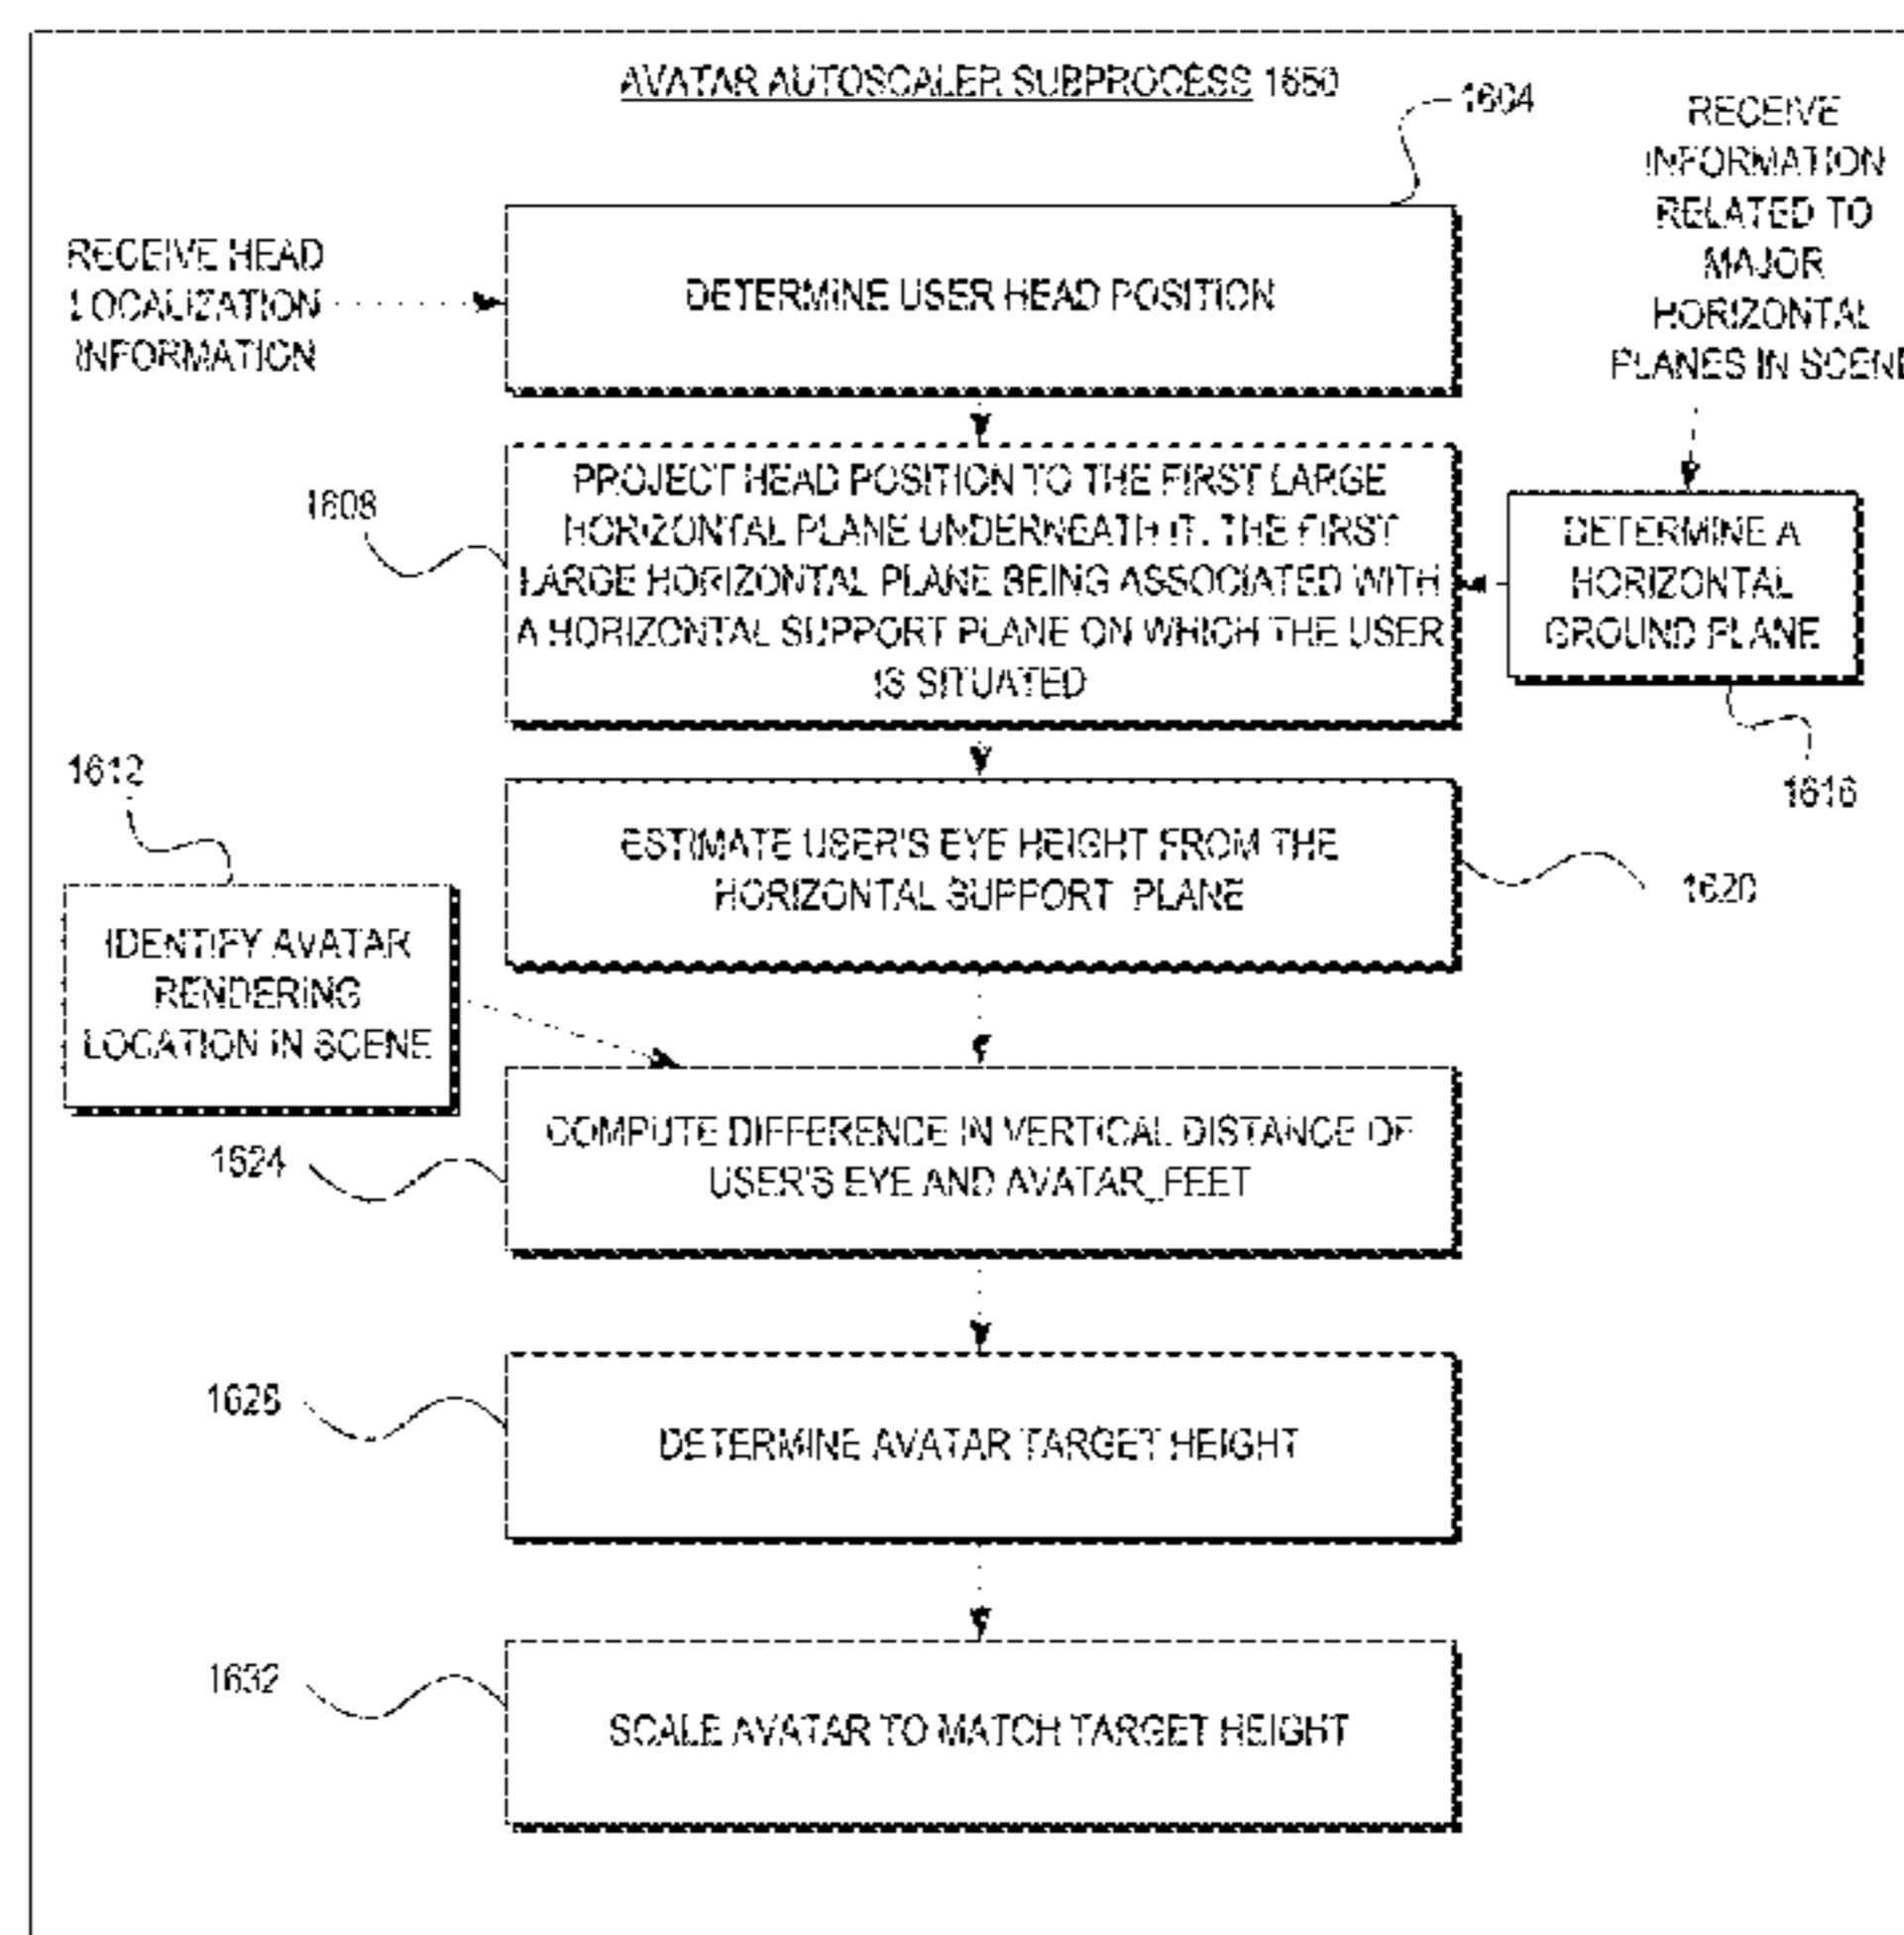 AVATAR AUTOSCALER SUBPROCESS 1650
1604
RECEIVE HEAD
LOCALIZATION
INFORMATION
DETERMINE USER HEAD POSITION
RECEIVE
INFORMATION
RELATED TO
MAJOR
HORIZONTAL
PLANES IN SCENE
1608
PROJECT HEAD POSITION TO THE FIRST LARGE
HORIZONTAL PLANE UNDERNEATH IT, THE FIRST
LARGE HORIZONTAL PLANE BEING ASSOCIATED WITH
A HORIZONTAL SUPPORT PLANE ON WHICH THE USER
IS SITUATED
DETERMINE A
HORIZONTAL
GROUND PLANE
1616
1612
IDENTIFY AVATAR
RENDERING
LOCATION IN SCENE
ESTIMATE USER'S EYE HEIGHT FROM THE
HORIZONTAL SUPPORT PLANE
1620
1624
COMPUTE DIFFERENCE IN VERTICAL DISTANCE OF
USER'S EYE AND AVATAR_FEET
1628
DETERMINE AVATAR TARGET HEIGHT
1632
SCALE AVATAR TO MATCH TARGET HEIGHT